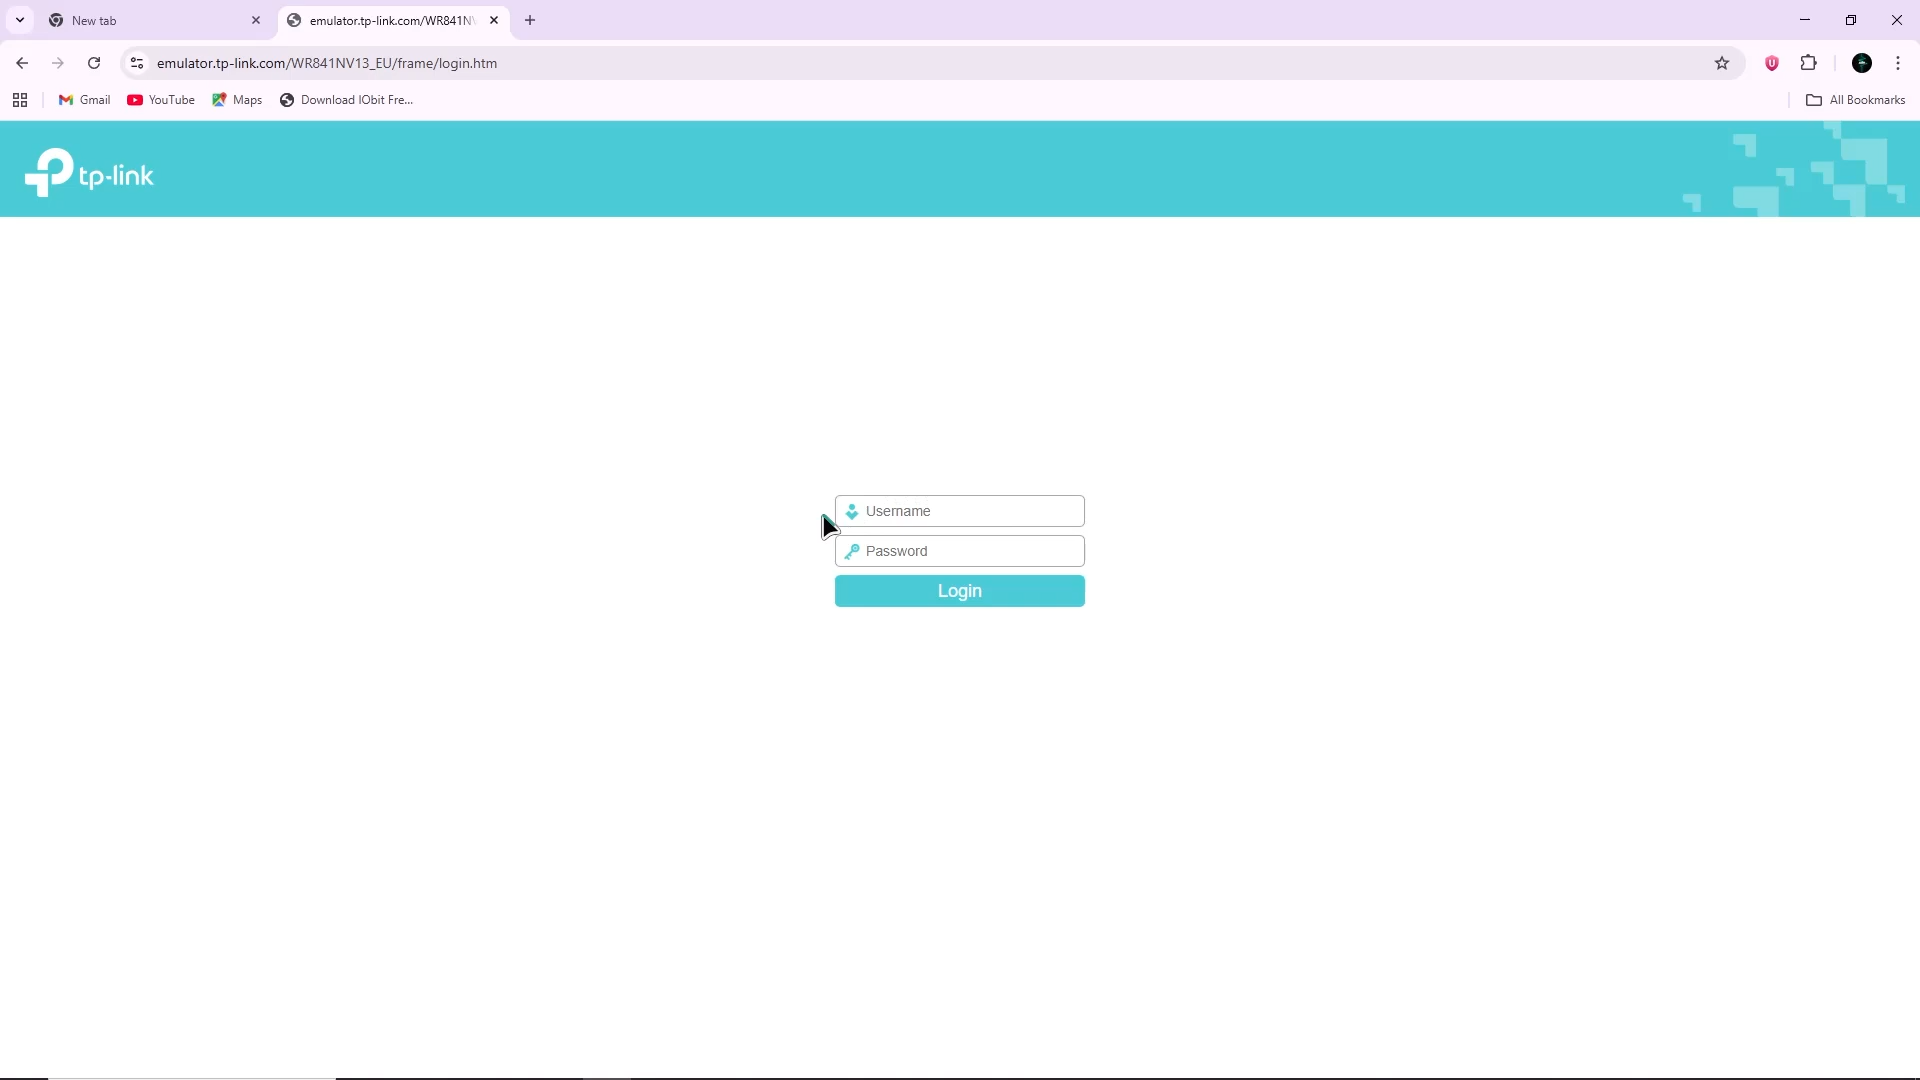 New tab
emulator.tp-link.com/WR841N
emulator.tp-link.com/WR841NV13_EU/frame/login.htm
Gmail
YouTube
Maps
Download IObit Fre...
All Bookmarks
tp-link
Username
Password
Login